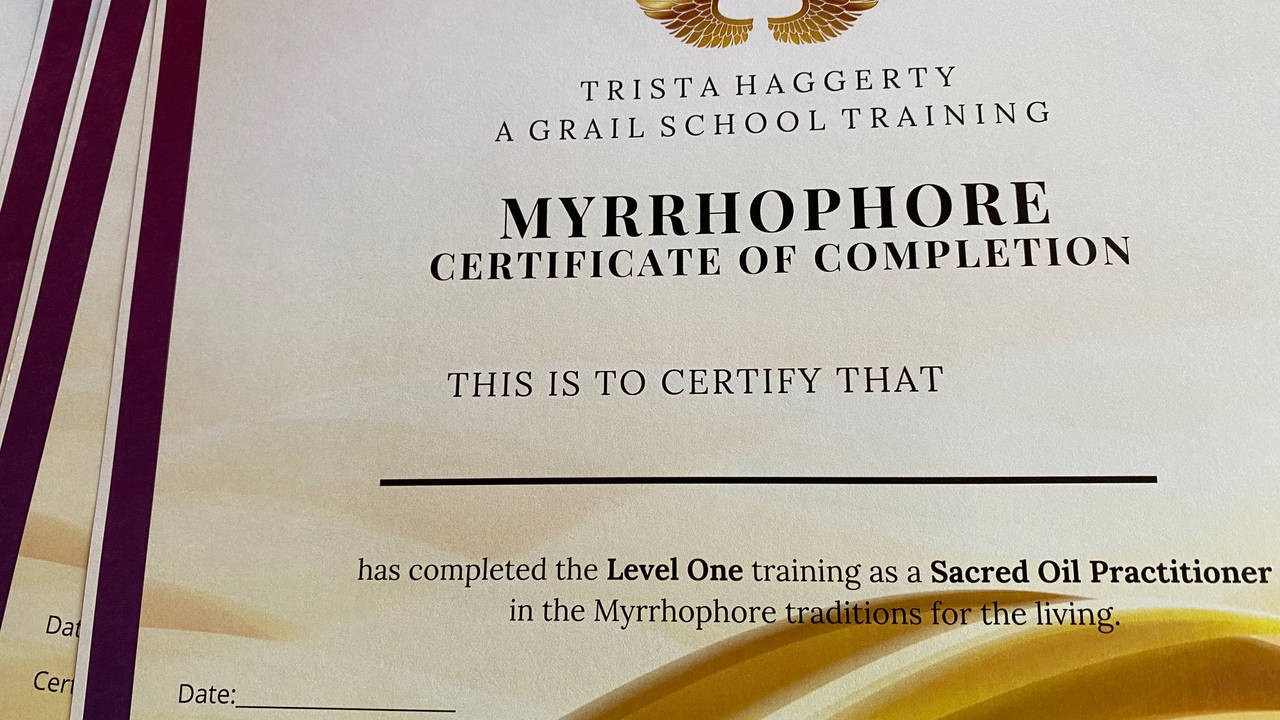 TRISTA HAGGERTY
A GRAIL SCHOOL TRAINING
MYRRHOPHORE
CERTIFICATE OF COMPLETION
THIS IS TO CERTIFY THAT
has completed the Level One training as a Sacred Oil Practitioner
in the Myrrhophore traditions for the living.
Date: